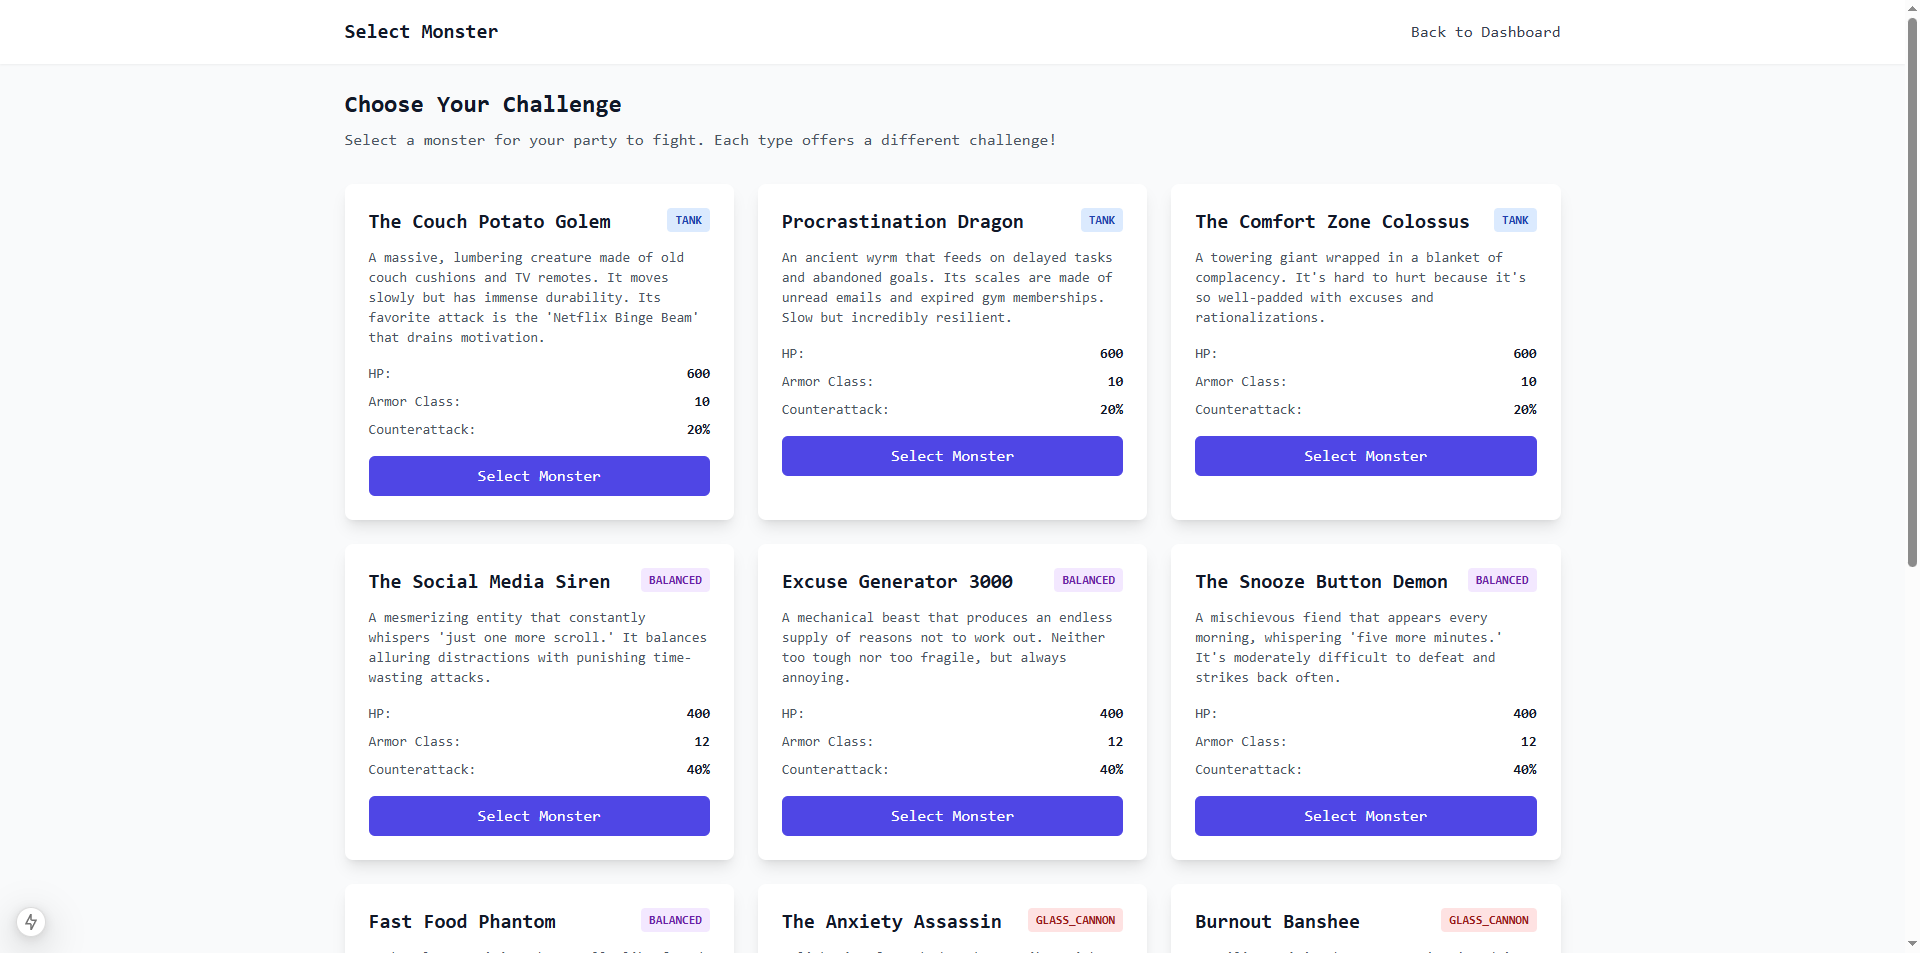 Select Monster
Back to Dashboard
Choose Your Challenge
Select a monster for your party to fight. Each type offers a different challenge!
The Couch Potato Golem
TANK
A massive, lumbering creature made of old
couch cushions and TV remotes. It moves
slowly but has immense durability. Its
favorite attack is the 'Netflix Binge Beam'
that drains motivation.
HP: 600
Armor Class: 10
Counterattack: 20%
Select Monster
Procrastination Dragon
TANK
An ancient wyrm that feeds on delayed tasks
and abandoned goals. Its scales are made of
unread emails and expired gym memberships.
Slow but incredibly resilient.
HP: 600
Armor Class: 10
Counterattack: 20%
Select Monster
The Comfort Zone Colossus
TANK
A towering giant wrapped in a blanket of
complacency. It's hard to hurt because it's
so well-padded with excuses and
rationalizations.
HP: 600
Armor Class: 10
Counterattack: 20%
Select Monster
The Social Media Siren
BALANCED
A mesmerizing entity that constantly
whispers 'just one more scroll.' It balances
alluring distractions with punishing time-
wasting attacks.
HP: 400
Armor Class: 12
Counterattack: 40%
Select Monster
Excuse Generator 3000
BALANCED
A mechanical beast that produces an endless
supply of reasons not to work out. Neither
too tough nor too fragile, but always
annoying.
HP: 400
Armor Class: 12
Counterattack: 40%
Select Monster
The Snooze Button Demon
BALANCED
A mischievous fiend that appears every
morning, whispering 'five more minutes.'
It's moderately difficult to defeat and
strikes back often.
HP: 400
Armor Class: 12
Counterattack: 40%
Select Monster
Fast Food Phantom
BALANCED
The Anxiety Assassin
GLASS_CANNON
Burnout Banshee
GLASS_CANNON